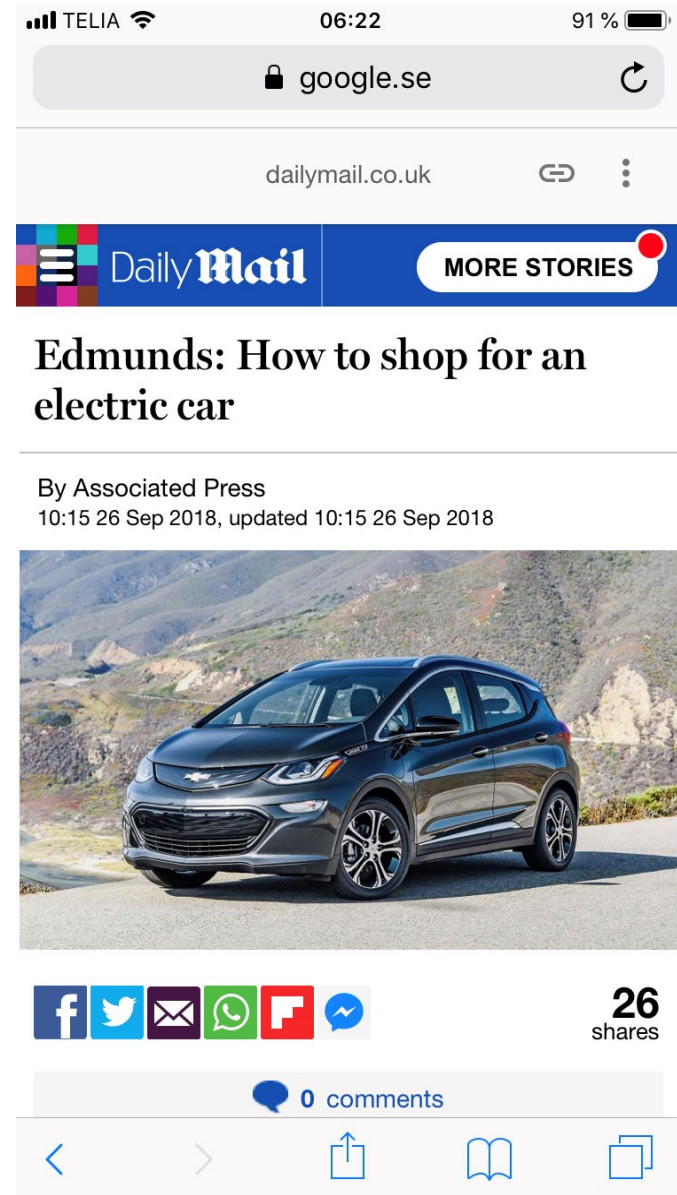 TELIA 06:22 91 %
google.se
dailymail.co.uk
Daily Mail MORE STORIES
Edmunds: How to shop for an
electric car
By Associated Press
10:15 26 Sep 2018, updated 10:15 26 Sep 2018
26
shares
0 comments